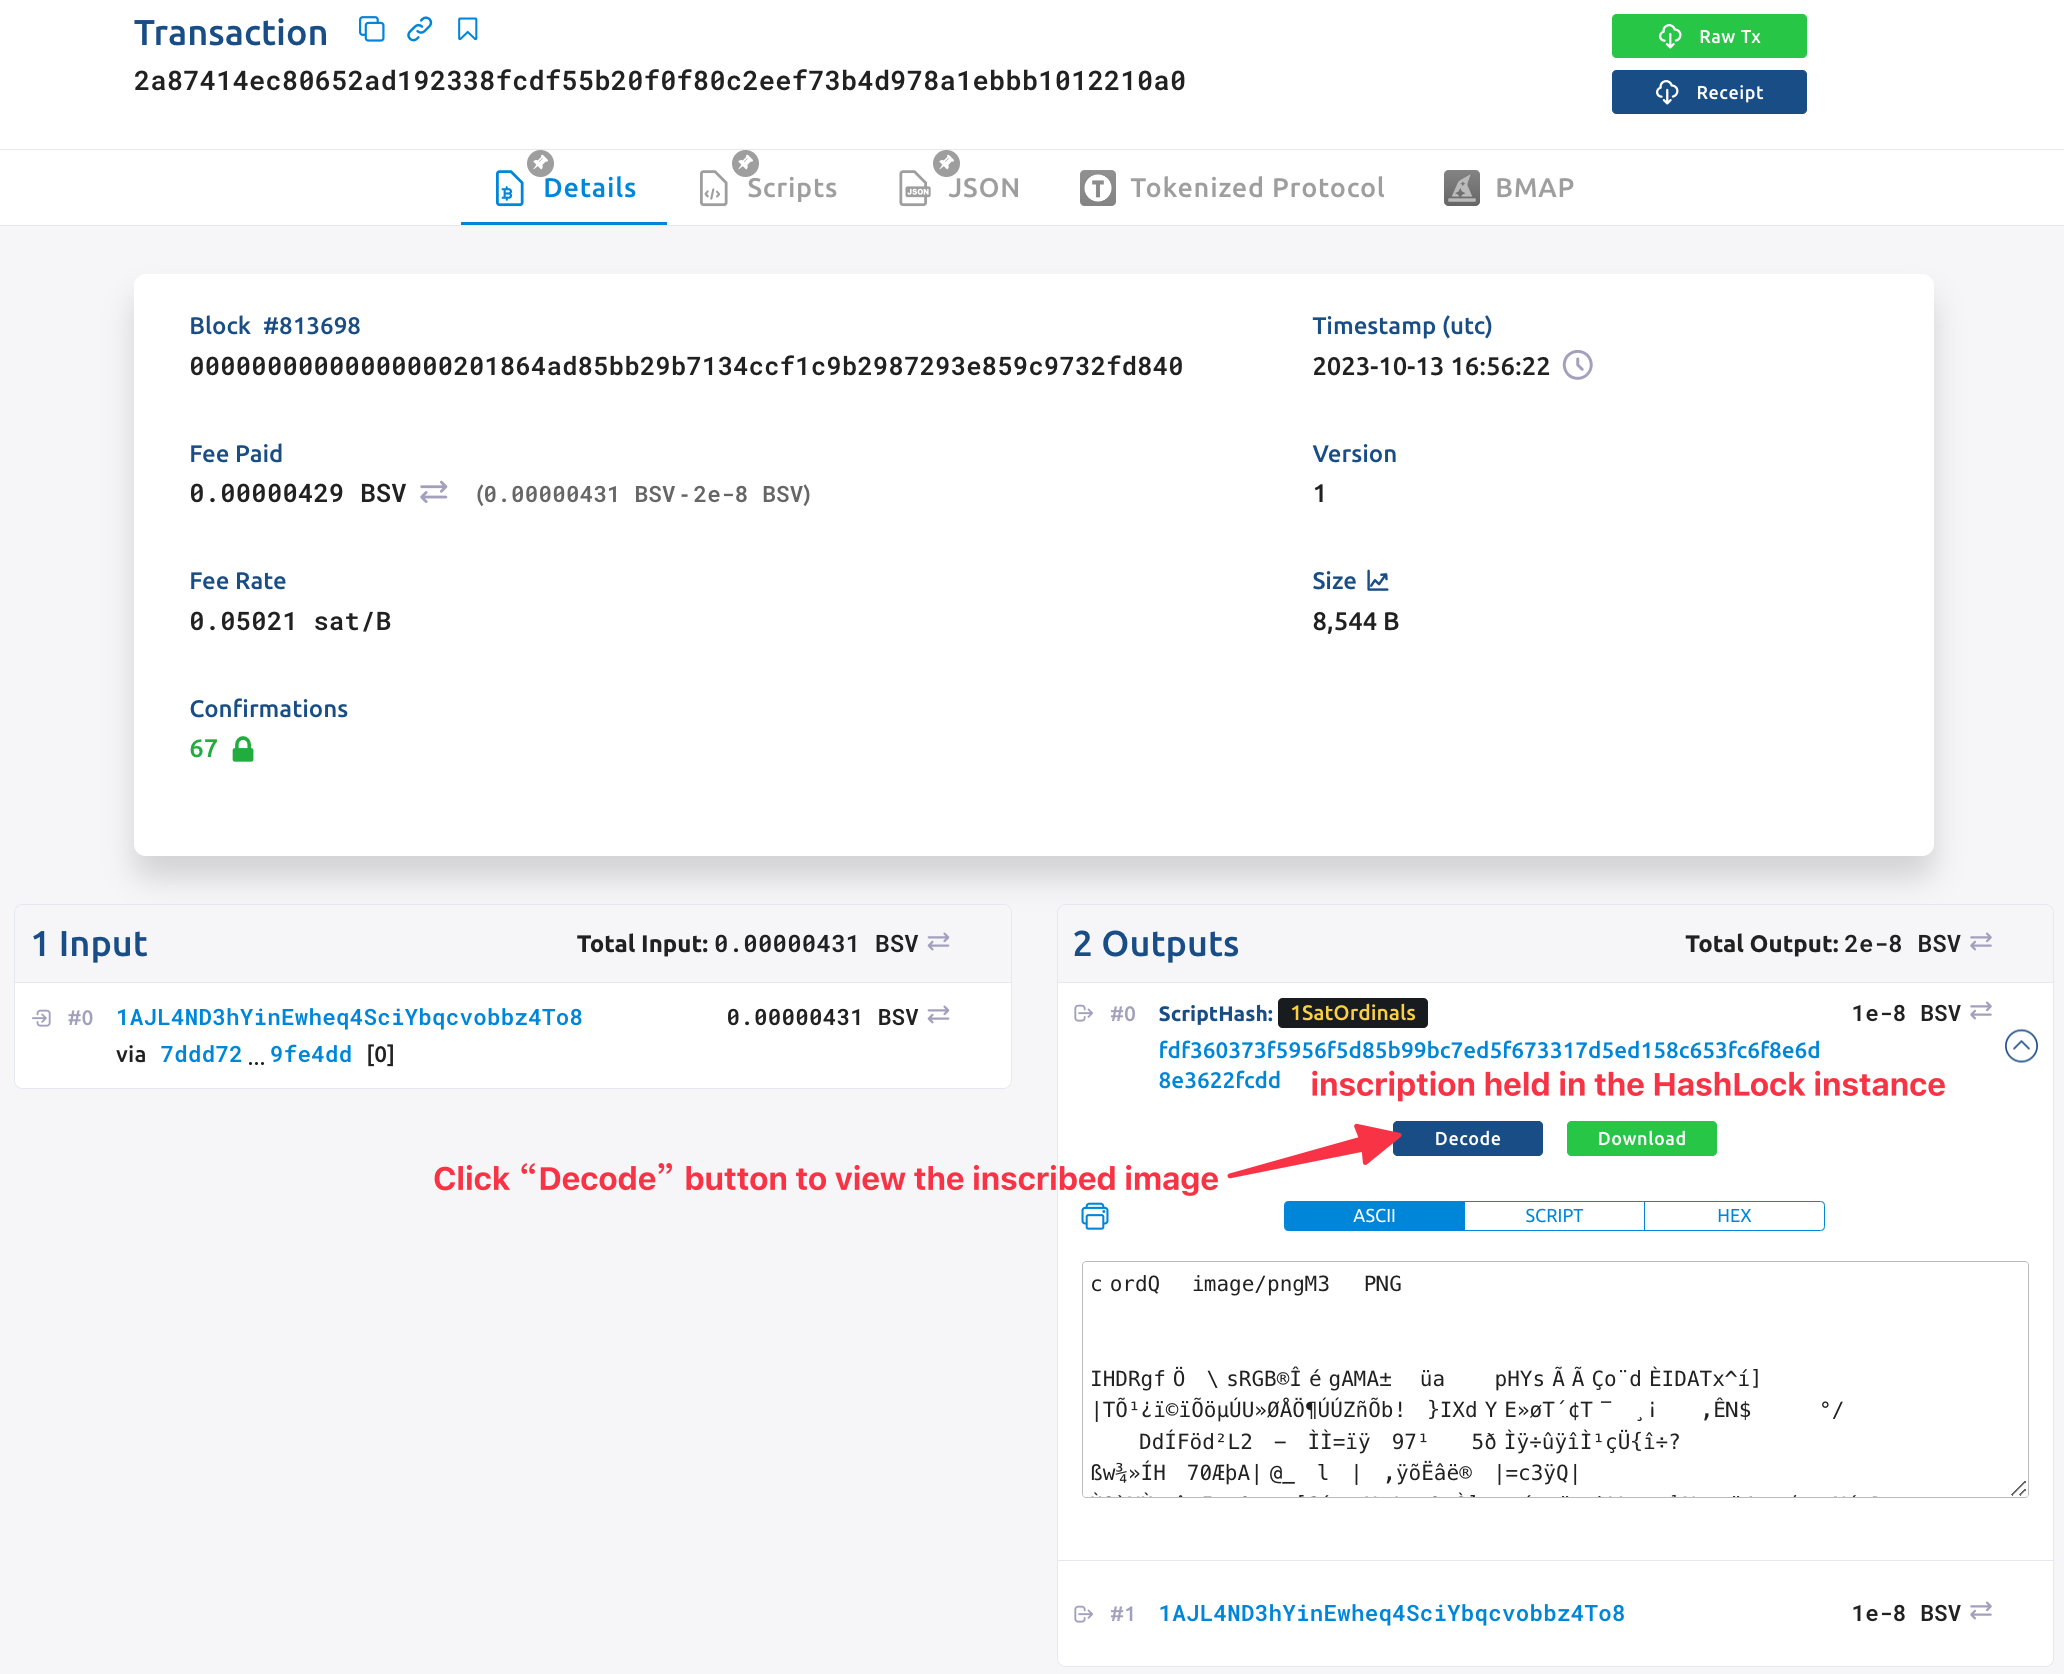 Transaction
2a87414ec80652ad192338fcdf55b20f0f80c2eef73b4d978a1ebbb1012210a0
Raw Tx
Receipt
Details
Scripts
JSON
Tokenized Protocol
BMAP
Block #813698
00000000000000000201864ad85bb29b7134ccf1c9b2987293e859c9732fd840
Timestamp (utc)
2023-10-13 16:56:22
Fee Paid
0.00000429 BSV (0.00000431 BSV - 2e-8 BSV)
Version
1
Fee Rate
0.05021 sat/B
Size
8,544 B
Confirmations
67
1 Input
Total Input: 0.00000431 BSV
#0 1AJL4ND3hYinEwheq4SciYbqcvobbz4To8 0.00000431 BSV
via 7ddd72...9fe4dd [0]
2 Outputs
Total Output: 2e-8 BSV
#0 ScriptHash: 1SatOrdinals 1e-8 BSV
fdf360373f5956f5d85b99bc7ed5f673317d5ed158c653fc6f8e6d
8e3622fcdd
inscription held in the HashLock instance
Decode
Download
Click “Decode” button to view the inscribed image
ASCII
SCRIPT
HEX
c ordQ image/pngM3 PNG
IHDRgf Ö \ sRGB®Î é gAMA± üa pHYs Ã Ã Ço¨d ÈIDATx^í]
|TÕ¹¿ï©ïÕöµÚU»ØÅÖ¶ÚÚZñÕb! }IXd Y E»øT´¢T ¯ ¸¡ ,ÊN$ °/
DdÍFöd²L2 – ÌÌ=ïÿ 97¹ 5ð Ìÿ÷ûÿîÌ¹çÜ{î÷?
ßw¾»ÍH 70ÆþA| @_ l | ,ÿõËâë® |=c3ÿQ|
#1 1AJL4ND3hYinEwheq4SciYbqcvobbz4To8 1e-8 BSV